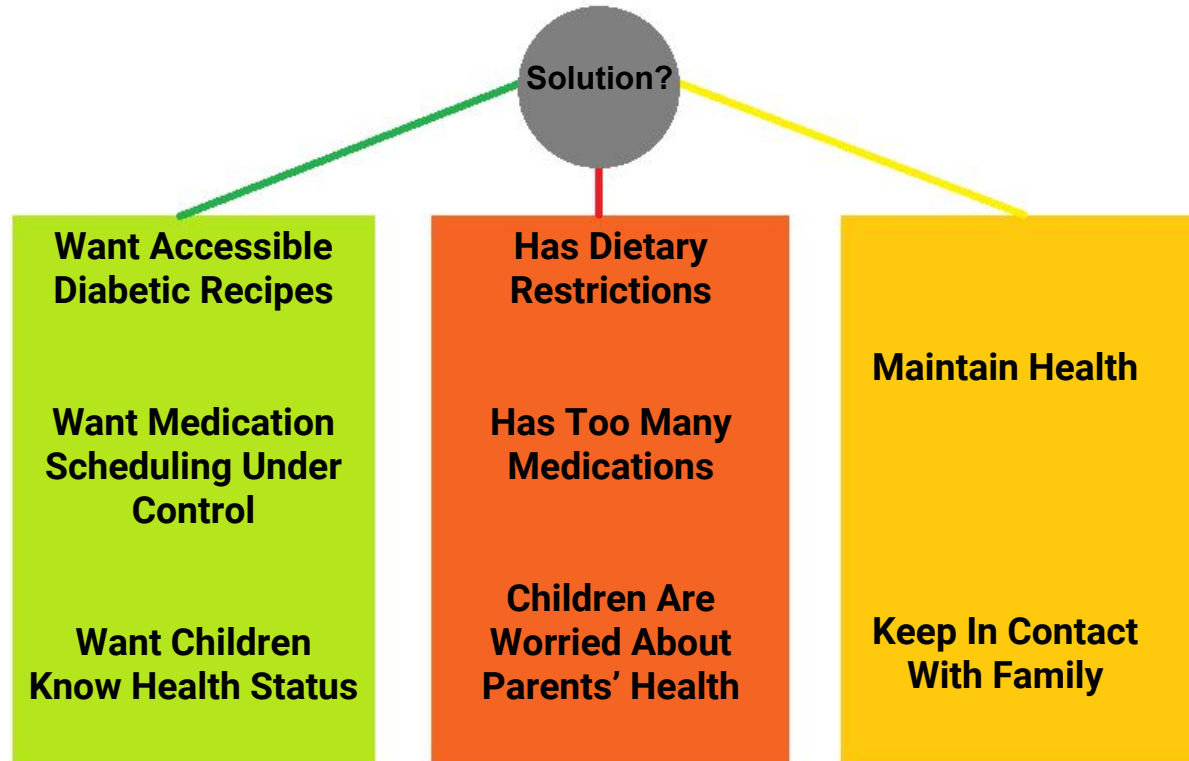 Solution?
Want Accessible
Diabetic Recipes
Want Medication
Scheduling Under
Control
Want Children
Know Health Status
Has Dietary
Restrictions
Has Too Many
Medications
Children Are
Worried About
Parents’ Health
Maintain Health
Keep In Contact
With Family